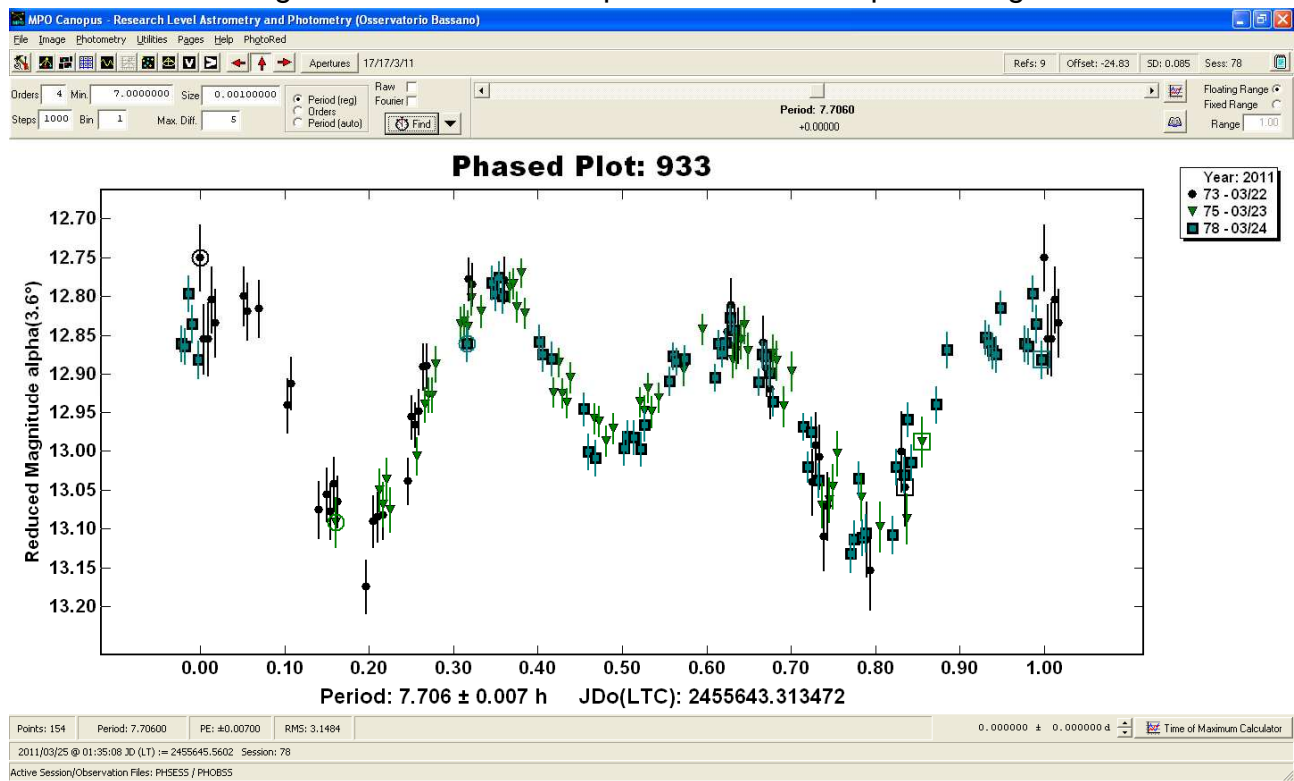 MPO Canopus - Research Level Astrometry and Photometry (Osservatorio Bassano)
File Image Photometry Utilities Pages Help PhotoRed
Apertures 17/17/3/11 Refs: 9 Offset: -24.83 SD: 0.085 Sess: 78
Orders 4 Min. 7.0000000 Size 0.00100000 Period (reg) Raw Floating Range
Orders Fourier Period: 7.7060 Fixed Range
Steps 1000 Bin 1 Max. Diff. 5 Period (auto) Find +0.00000 Range 1.00
Phased Plot: 933
Year: 2011
73 - 03/22
75 - 03/23
78 - 03/24
Reduced Magnitude alpha(3.6°)
12.70
12.75
12.80
12.85
12.90
12.95
13.00
13.05
13.10
13.15
13.20
0.00 0.10 0.20 0.30 0.40 0.50 0.60 0.70 0.80 0.90 1.00
Period: 7.706 ± 0.007 h JDo(LTC): 2455643.313472
Points: 154 Period: 7.70600 PE: ±0.00700 RMS: 3.1484 0.000000 ± 0.000000 d Time of Maximum Calculator
2011/03/25 @ 01:35:08 JD (LT) := 2455645.5602 Session: 78
Active Session/Observation Files: PHSESS / PHOBSS